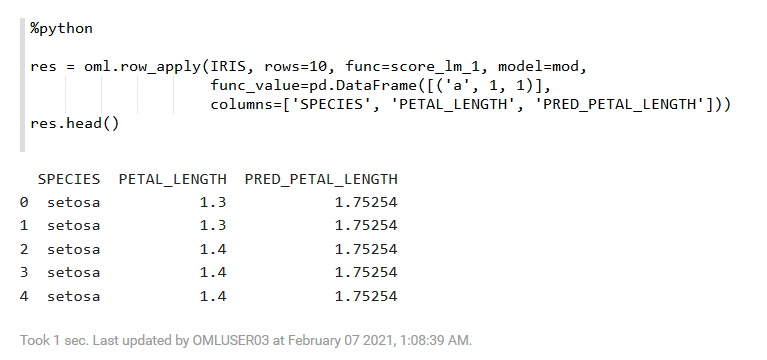 %python
res = oml.row_apply(IRIS, rows=10, func=score_lm_1, model=mod,
func_value=pd.DataFrame([('a', 1, 1)],
columns=['SPECIES', 'PETAL_LENGTH', 'PRED_PETAL_LENGTH']))
res.head()
SPECIES PETAL_LENGTH PRED_PETAL_LENGTH
0 setosa 1.3 1.75254
1 setosa 1.3 1.75254
2 setosa 1.4 1.75254
3 setosa 1.4 1.75254
4 setosa 1.4 1.75254
Took 1 sec. Last updated by OMLUSER03 at February 07 2021, 1:08:39 AM.